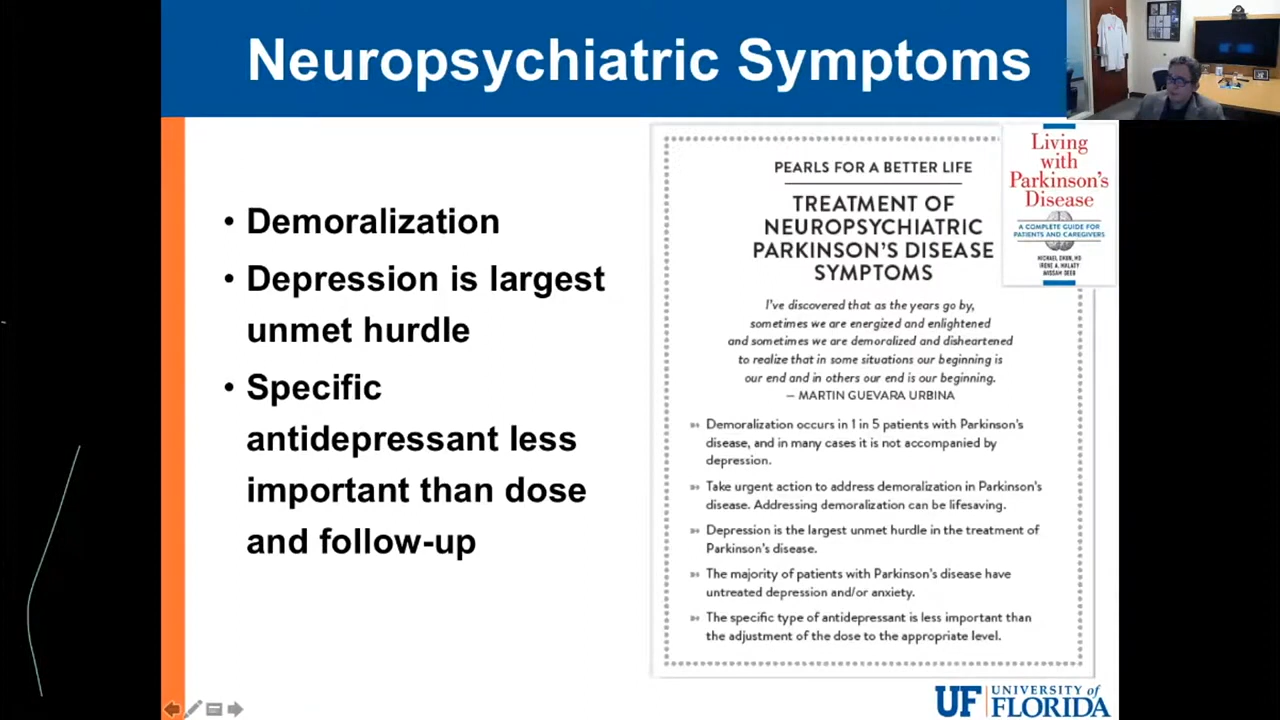 Neuropsychiatric Symptoms
• Demoralization
• Depression is largest
unmet hurdle
• Specific
antidepressant less
important than dose
and follow-up
PEARLS FOR A BETTER LIFE
TREATMENT OF
NEUROPSYCHIATRIC
PARKINSON'S DISEASE
SYMPTOMS
I've discovered that as the years go by,
sometimes we are energized and enlightened
and sometimes we are demoralized and disheartened
to realize that in some situations our beginning is
our end and in others our end is our beginning.
— MARTIN GUEVARA URBINA
Demoralization occurs in 1 in 5 patients with Parkinson's
disease, and in many cases it is not accompanied by
depression.
Take urgent action to address demoralization in Parkinson's
disease. Addressing demoralization can be lifesaving.
Depression is the largest unmet hurdle in the treatment of
Parkinson's disease.
The majority of patients with Parkinson's disease have
untreated depression and/or anxiety.
The specific type of antidepressant is less important than
the adjustment of the dose to the appropriate level.
Living
with
Parkinson's
Disease
A COMPLETE GUIDE FOR
PATIENTS AND CAREGIVERS
MICHAEL OKUN, MD
IRENE A. MALATY
WISSAM DEEB
UF UNIVERSITY of
FLORIDA